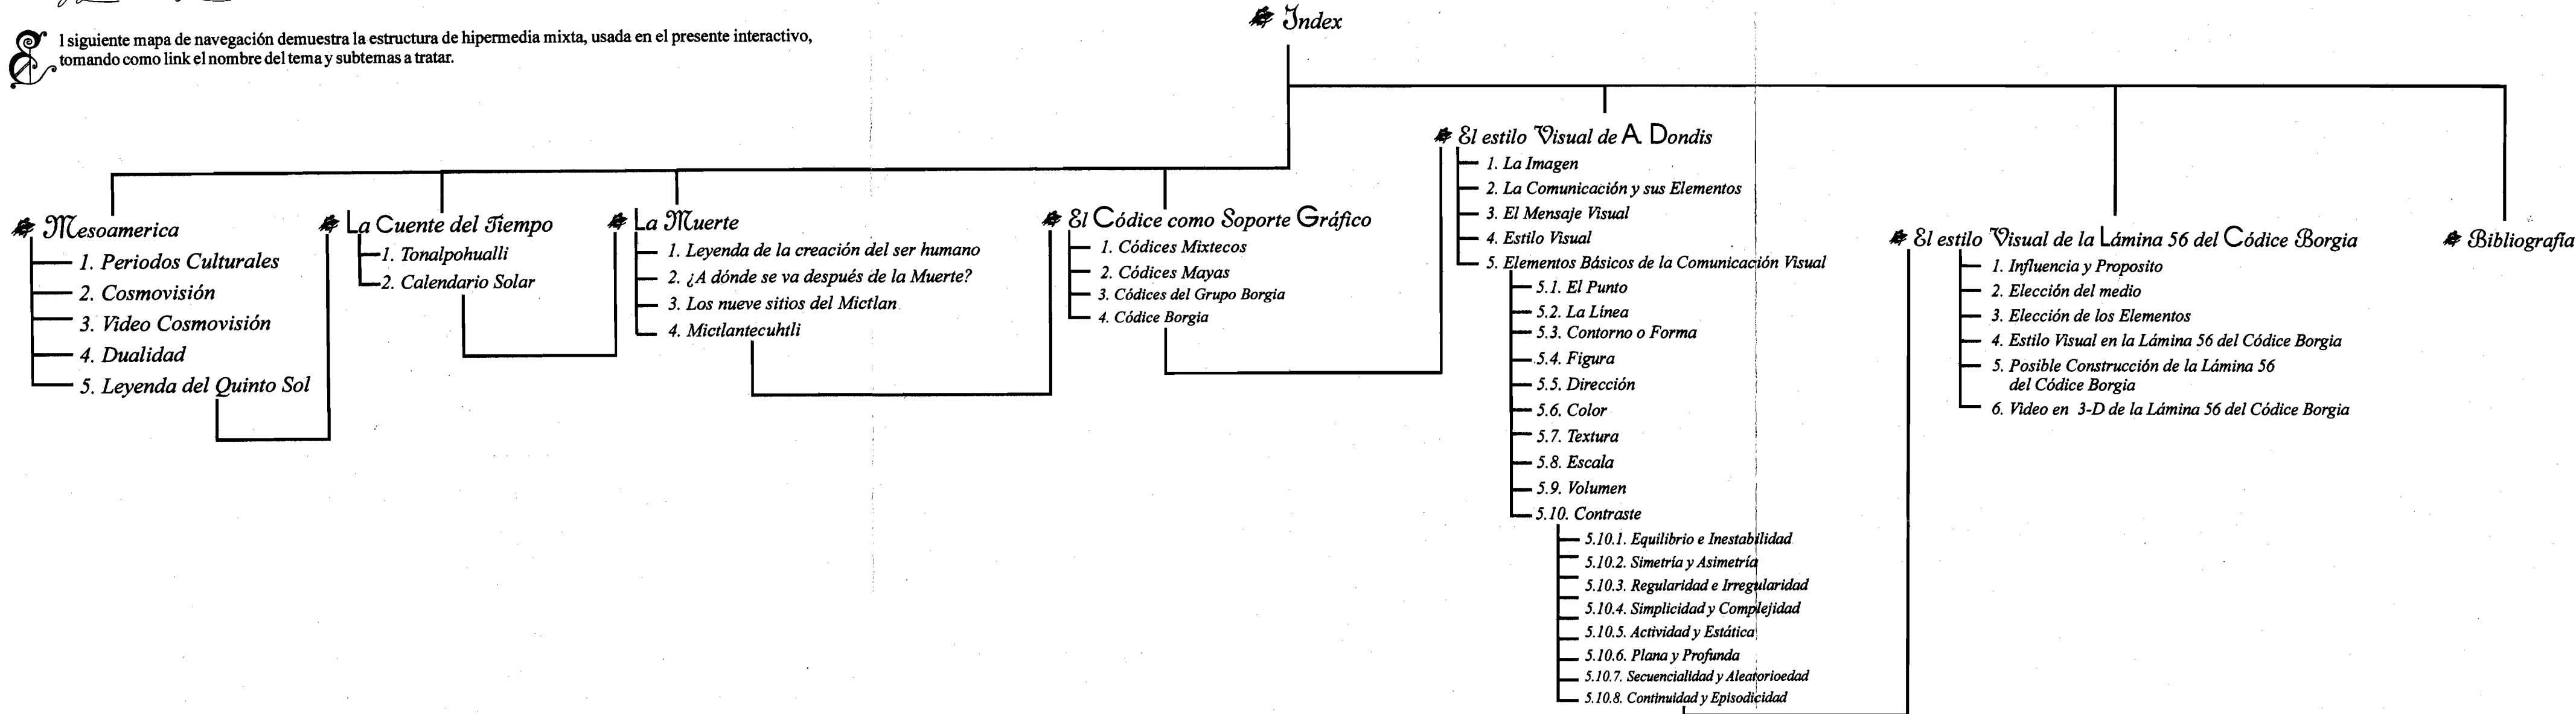 Index
El siguiente mapa de navegación demuestra la estructura de hipermedia mixta, usada en el presente interactivo,
tomando como link el nombre del tema y subtemas a tratar.
Mesoamerica
1. Periodos Culturales
2. Cosmovisión
3. Video Cosmovisión
4. Dualidad
5. Leyenda del Quinto Sol
La Cuente del Tiempo
1. Tonalpohualli
2. Calendario Solar
La Muerte
1. Leyenda de la creación del ser humano
2. ¿A dónde se va después de la Muerte?
3. Los nueve sitios del Mictlan
4. Mictlantecuhtli
El Códice como Soporte Gráfico
1. Códices Mixtecos
2. Códices Mayas
3. Códices del Grupo Borgia
4. Códice Borgia
El estilo Visual de A. Dondis
1. La Imagen
2. La Comunicación y sus Elementos
3. El Mensaje Visual
4. Estilo Visual
5. Elementos Básicos de la Comunicación Visual
5.1. El Punto
5.2. La Línea
5.3. Contorno o Forma
5.4. Figura
5.5. Dirección
5.6. Color
5.7. Textura
5.8. Escala
5.9. Volumen
5.10. Contraste
5.10.1. Equilibrio e Inestabilidad
5.10.2. Simetría y Asimetría
5.10.3. Regularidad e Irregularidad
5.10.4. Simplicidad y Complejidad
5.10.5. Actividad y Estática
5.10.6. Plana y Profunda
5.10.7. Secuencialidad y Aleatorioedad
5.10.8. Continuidad y Episodicidad
El estilo Visual de la Lámina 56 del Códice Borgia
1. Influencia y Proposito
2. Elección del medio
3. Elección de los Elementos
4. Estilo Visual en la Lámina 56 del Códice Borgia
5. Posible Construcción de la Lámina 56
del Códice Borgia
6. Video en 3-D de la Lámina 56 del Códice Borgia
Bibliografía